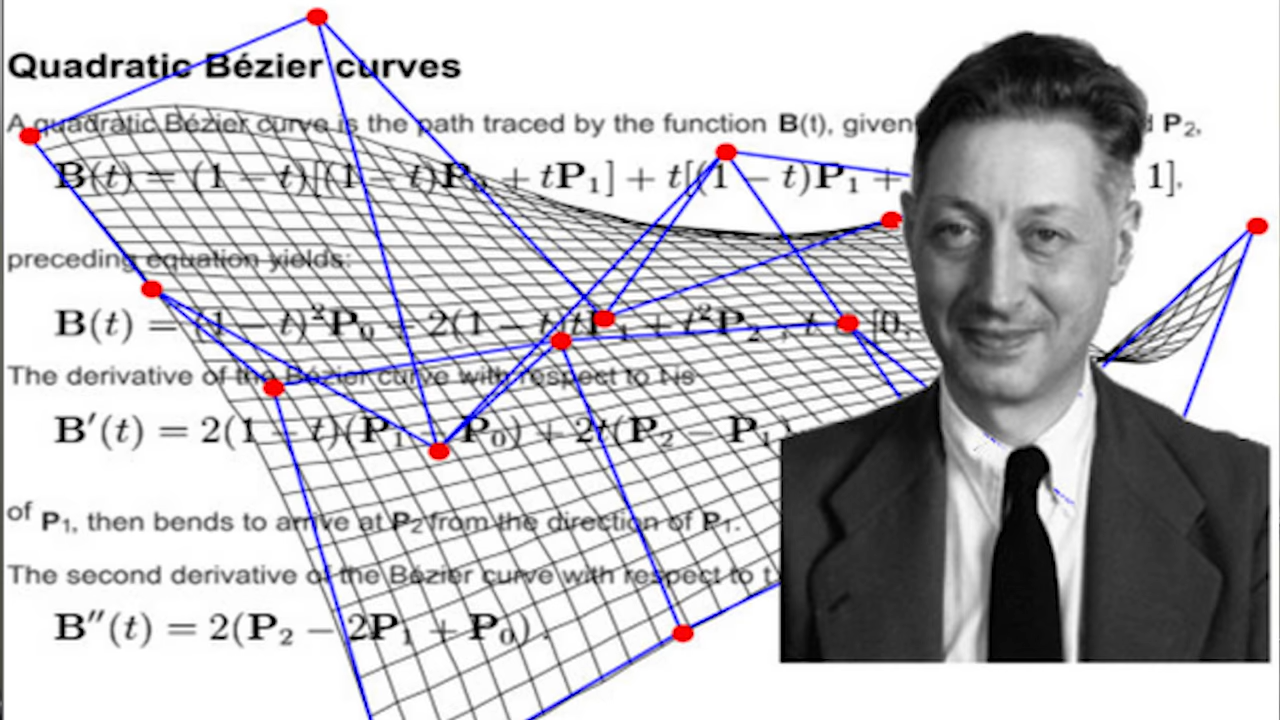 Quadratic Bézier curves
A quadratic Bézier curve is the path traced by the function B(t), given P₂,
B(t) = (1 − t)[(1 − t)P₀ + tP₁] + t[(1 − t)P₁ + 1].
preceding equation yields:
B(t) = (1 − t)²P₀ + 2(1 − t)tP₁ + t²P₂ , t [0,
The derivative of the Bézier curve with respect to t is
B′(t) = 2(1 − t)(P₁ − P₀) + 2t(P₂ − P₁)
of P₁, then bends to arrive at P₂ from the direction of P₁.
The second derivative of the Bézier curve with respect to t
B″(t) = 2(P₂ − 2P₁ + P₀) .